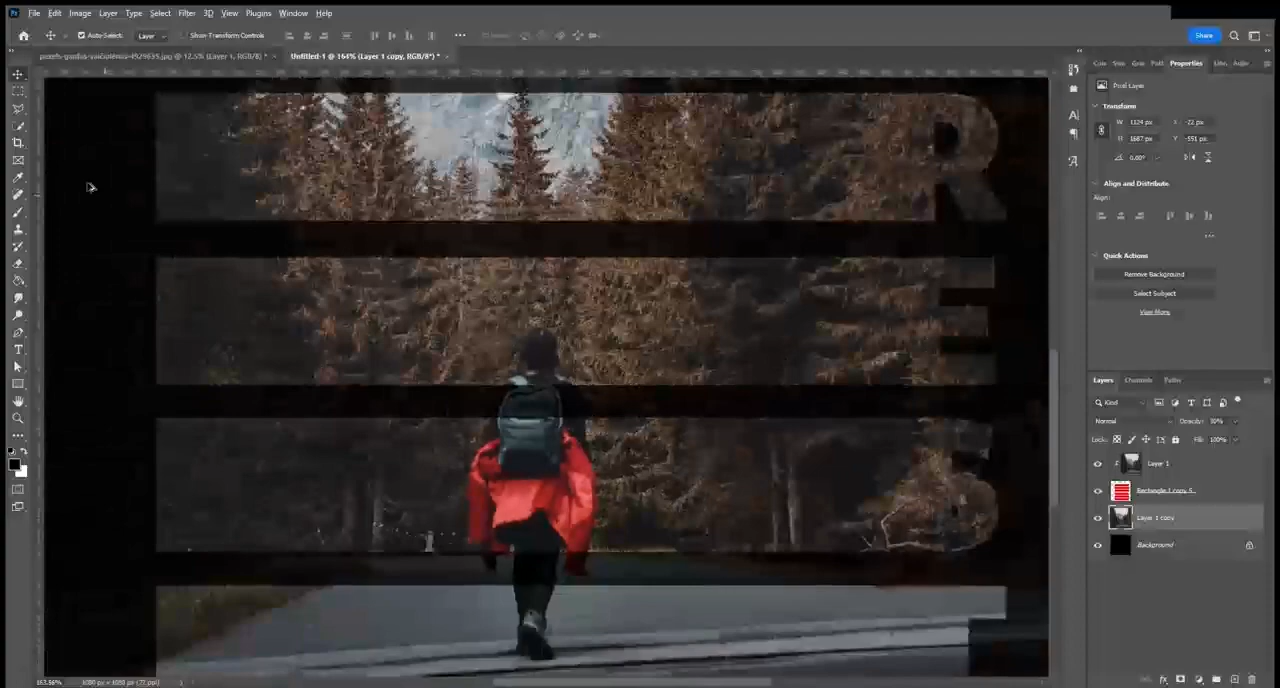 Ps File Edit Image Layer Type Select Filter 3D View Plugins Window Help
Auto-Select: Layer Show Transform Controls Share
Untitled-1 @ 164% (Layer 1 copy, RGB/8*) * ×
Properties
Pixel Layer
Transform
W 1124 px X -22 px
H 1687 px Y -551 px
0.00°
Align and Distribute
Align:
Quick Actions
Remove Background
Select Subject
View More
Layers Channels Paths
Kind
Normal Opacity: 10%
Lock: Fill: 100%
Layer 1
Rectangle 1 copy 5
Layer 1 copy
Background
R
E